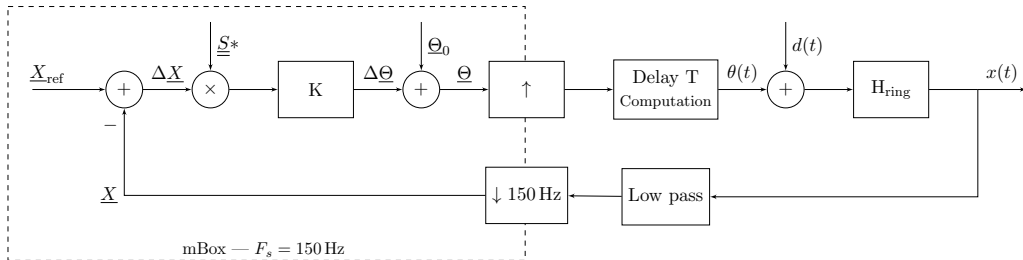 S*
Θ₀
d(t)
X_ref
ΔX
ΔΘ
Θ
θ(t)
x(t)
+
×
K
+
↑
Delay T
Computation
+
H_ring
−
X
↓ 150 Hz
Low pass
mBox — F_s = 150 Hz